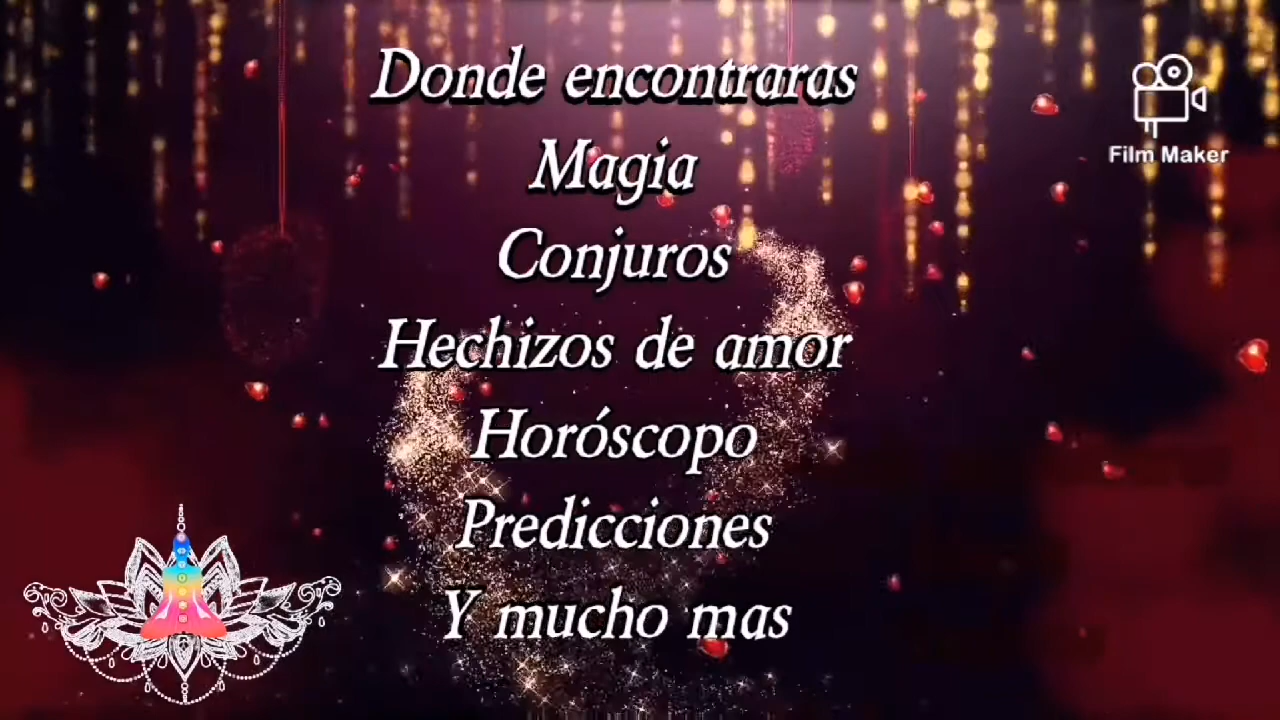 Donde encontraras
Magia
Conjuros
Hechizos de amor
Horóscopo
Predicciones
Y mucho mas
Film Maker